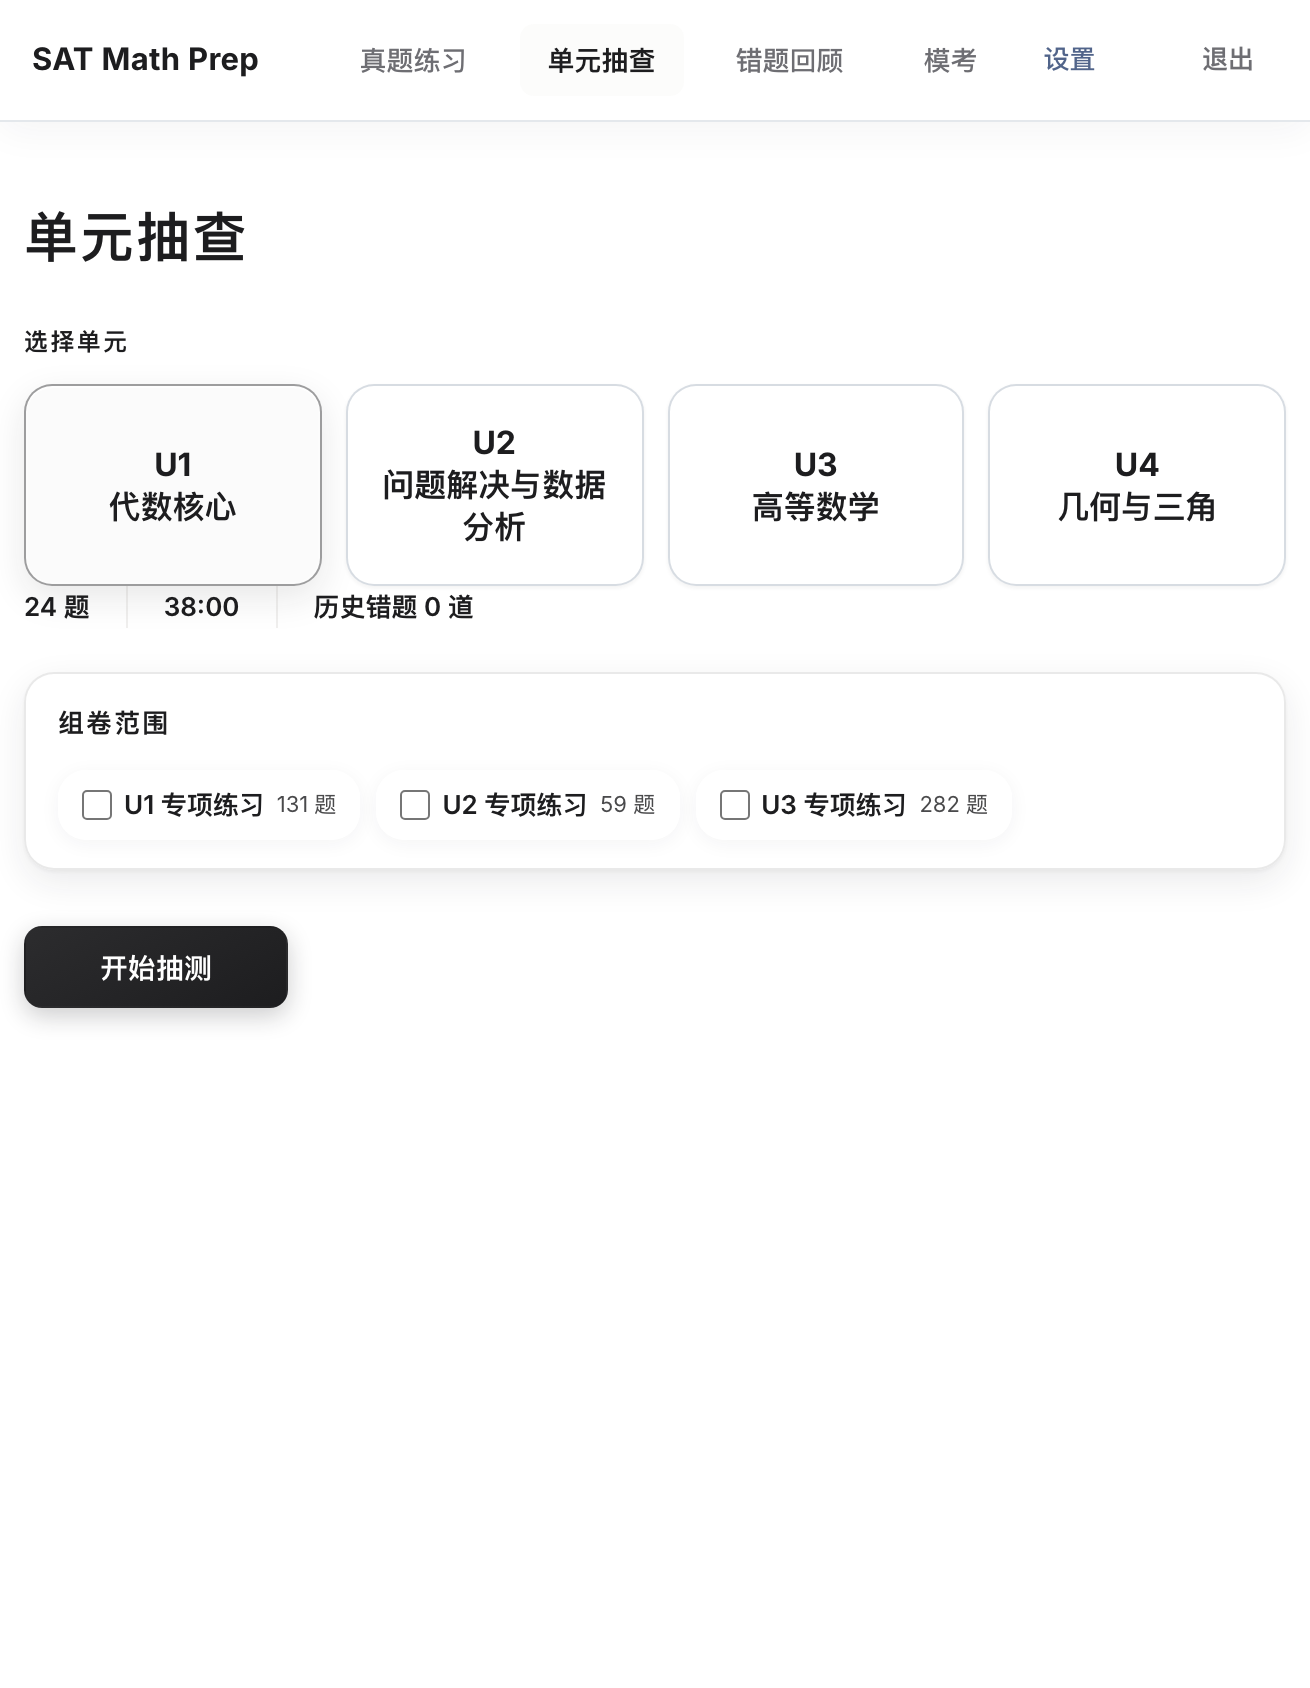 SAT Math Prep 真题练习 单元抽查 错题回顾 模考 设置 退出
单元抽查
选择单元
U1
代数核心
U2
问题解决与数据
分析
U3
高等数学
U4
几何与三角
24 题 38:00 历史错题 0 道
组卷范围
U1 专项练习 131 题 U2 专项练习 59 题 U3 专项练习 282 题
开始抽测